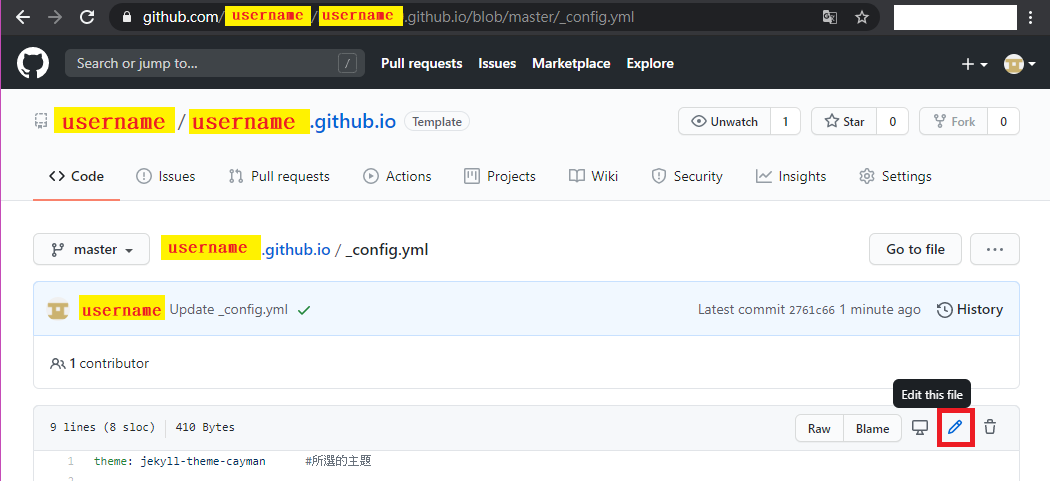 github.com/username/username.github.io/blob/master/_config.yml
Search or jump to... / Pull requests Issues Marketplace Explore
username / username.github.io Template Unwatch 1 Star 0 Fork 0
Code Issues Pull requests Actions Projects Wiki Security Insights Settings
master username.github.io / _config.yml Go to file ...
username Update _config.yml Latest commit 2761c66 1 minute ago History
1 contributor
Edit this file
9 lines (8 sloc) 410 Bytes Raw Blame
1 theme: jekyll-theme-cayman #所選的主題